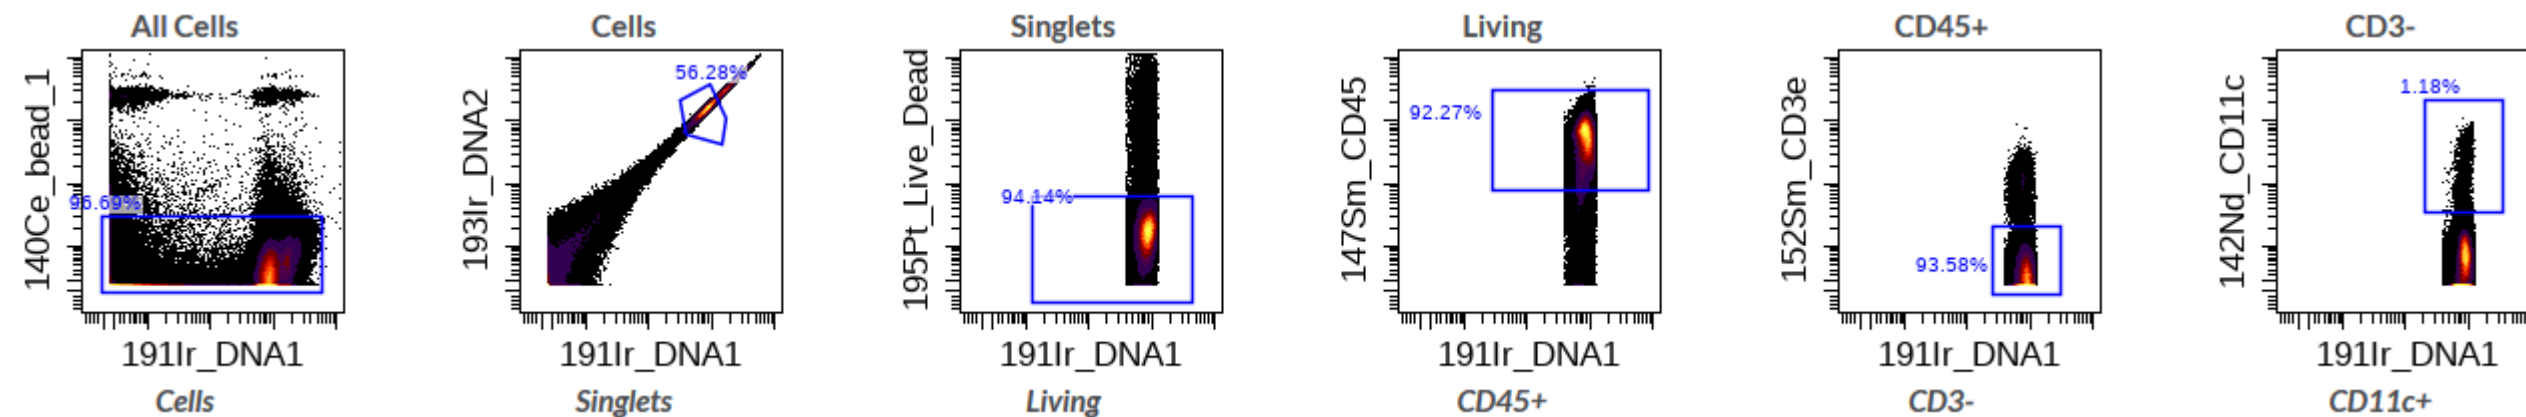 All Cells
140Ce_bead_1
96.69%
191Ir_DNA1
Cells
Cells
193Ir_DNA2
56.28%
191Ir_DNA1
Singlets
Singlets
195Pt_Live_Dead
94.14%
191Ir_DNA1
Living
Living
147Sm_CD45
92.27%
191Ir_DNA1
CD45+
CD45+
152Sm_CD3e
93.58%
191Ir_DNA1
CD3-
CD3-
142Nd_CD11c
1.18%
191Ir_DNA1
CD11c+